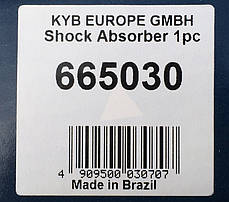 KYB EUROPE GMBH
Shock Absorber 1pc
665030
4 909500 030707
Made in Brazil